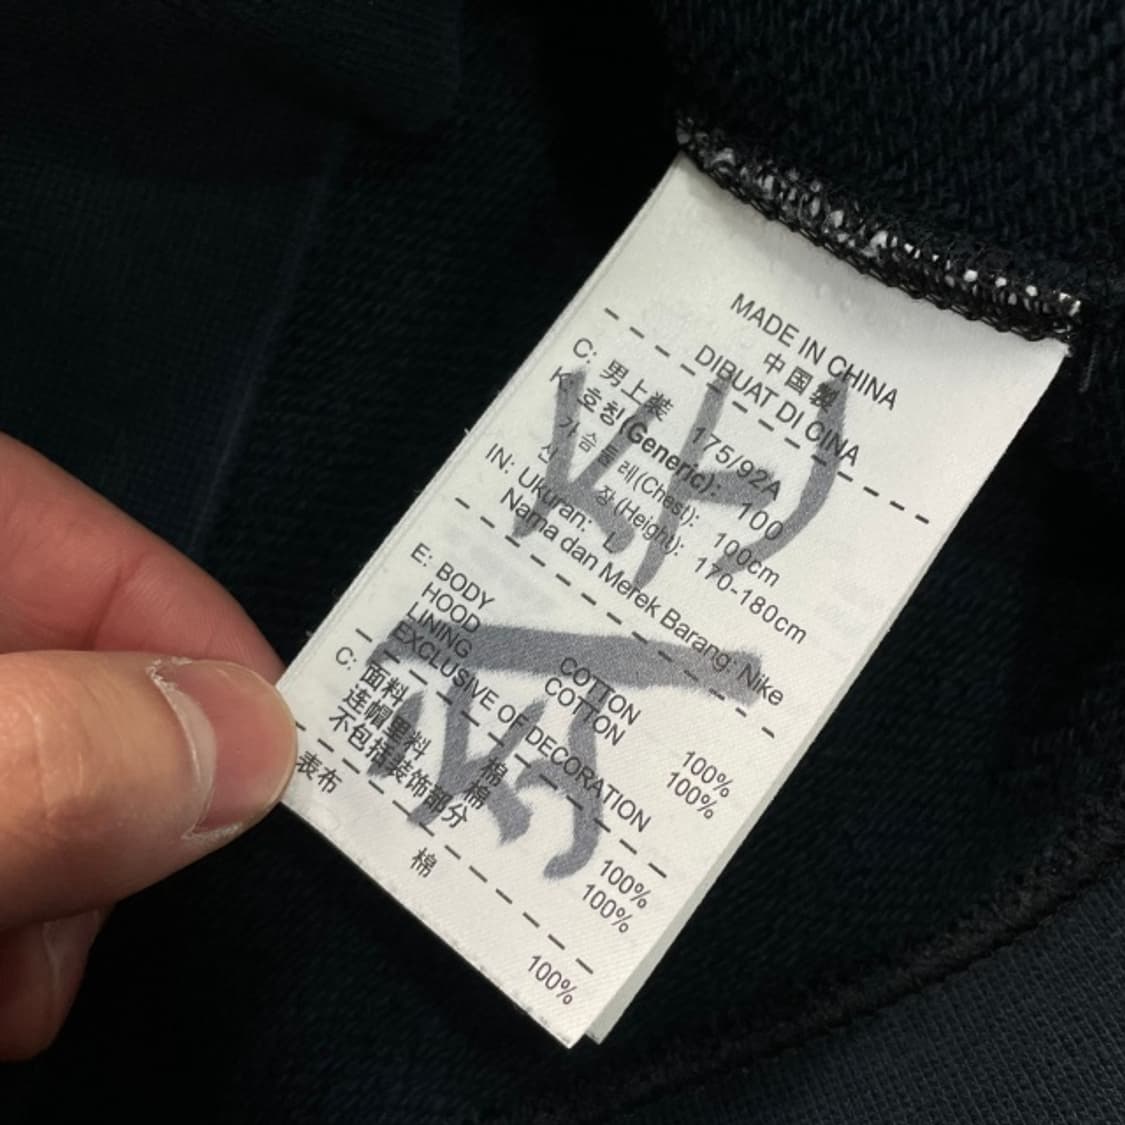 MADE IN CHINA
中国製
DIBUAT DI CINA
C: 男上装 175/92A
K: 호칭(Generic): 100
가슴둘레(Chest): 100cm
신장(Height): 170-180cm
IN: Ukuran: L
Nama dan Merek Barang: Nike
E: BODY COTTON 100%
HOOD COTTON 100%
LINING
EXCLUSIVE OF DECORATION
C: 面料 棉 100%
连帽里料 棉 100%
不包括装饰部分
表布 棉 100%